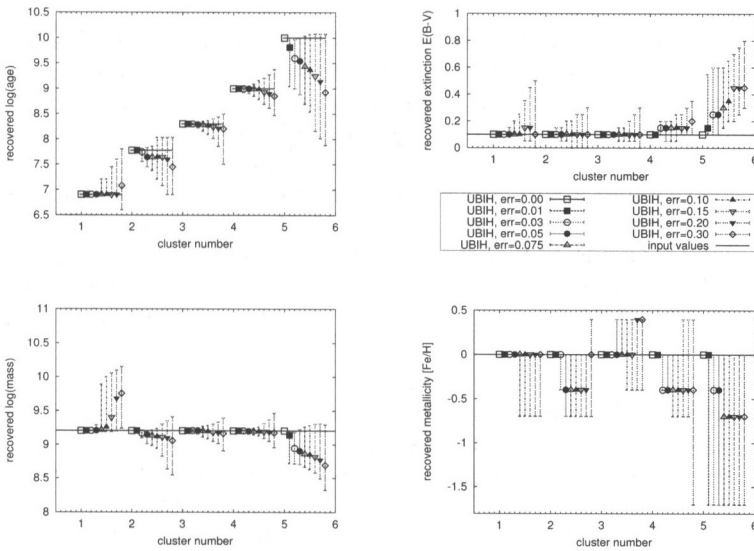 recovered log(age)
10
9.5
9
8.5
8
7.5
7
6.5
1 2 3 4 5 6
cluster number
recovered extinction E(B-V)
1
0.8
0.6
0.4
0.2
0
1 2 3 4 5 6
cluster number
UBIH, err=0.00
UBIH, err=0.01
UBIH, err=0.03
UBIH, err=0.05
UBIH, err=0.075
UBIH, err=0.10
UBIH, err=0.15
UBIH, err=0.20
UBIH, err=0.30
input values
recovered log(mass)
11
10.5
10
9.5
9
8.5
8
1 2 3 4 5 6
cluster number
recovered metallicity [Fe/H]
0.5
0
-0.5
-1
-1.5
1 2 3 4 5 6
cluster number